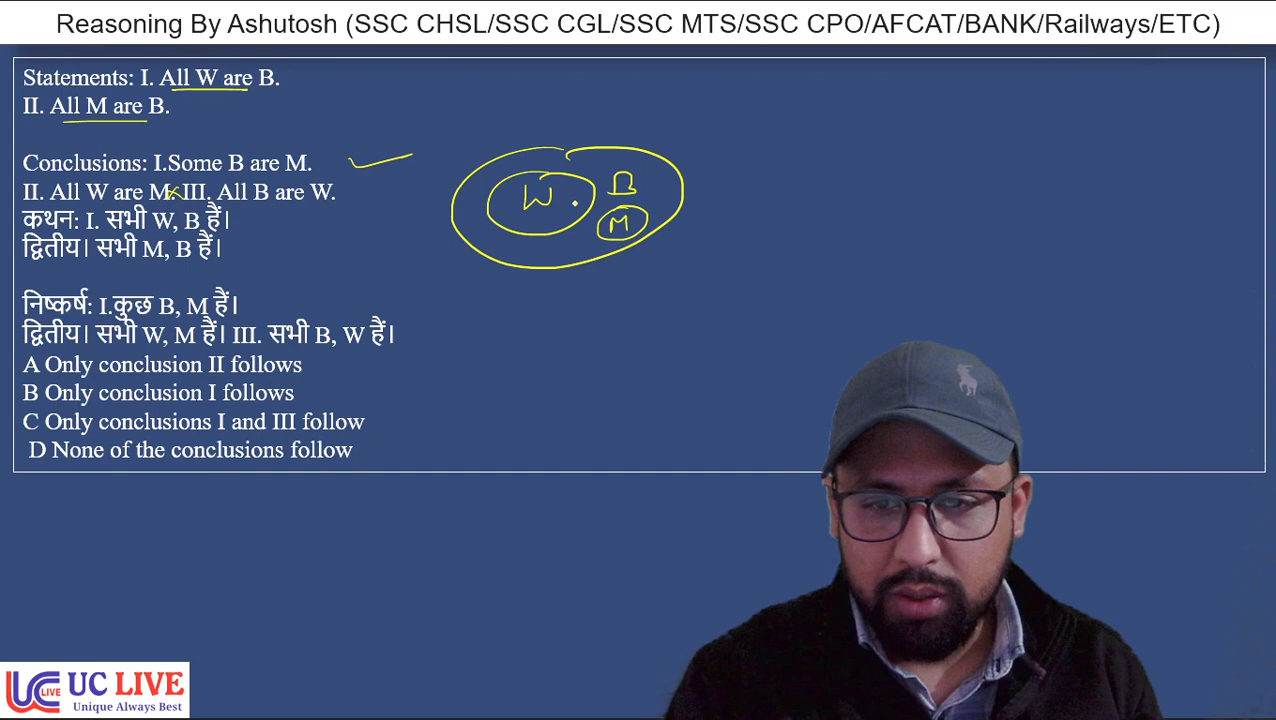 Reasoning By Ashutosh (SSC CHSL/SSC CGL/SSC MTS/SSC CPO/AFCAT/BANK/Railways/ETC)
Statements: I. All W are B.
II. All M are B.
Conclusions: I.Some B are M.
II. All W are M. III. All B are W.
कथन: I. सभी W, B हैं।
द्वितीय। सभी M, B हैं।
निष्कर्ष: I.कुछ B, M हैं।
द्वितीय। सभी W, M हैं। III. सभी B, W हैं।
A Only conclusion II follows
B Only conclusion I follows
C Only conclusions I and III follow
D None of the conclusions follow
W
B
M
LIVE
UC LIVE
Unique Always Best